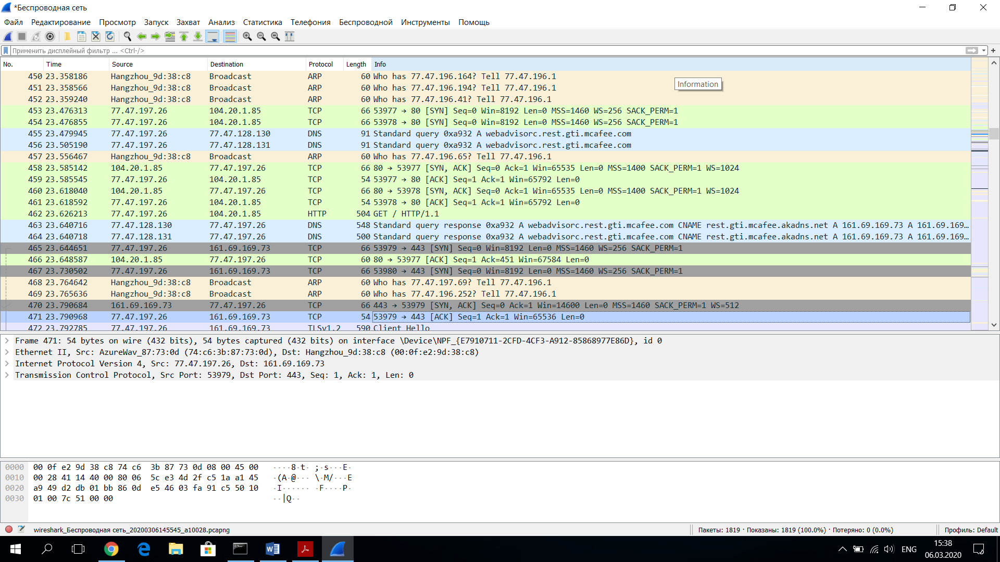 *Беспроводная сеть
Файл Редактирование Просмотр Запуск Захват Анализ Статистика Телефония Беспроводной Инструменты Помощь
Применить дисплейный фильтр ... <Ctrl-/>
No. Time Source Destination Protocol Length Info
450 23.358186 Hangzhou_9d:38:c8 Broadcast ARP 60 Who has 77.47.196.164? Tell 77.47.196.1
Information
451 23.358566 Hangzhou_9d:38:c8 Broadcast ARP 60 Who has 77.47.196.194? Tell 77.47.196.1
452 23.359240 Hangzhou_9d:38:c8 Broadcast ARP 60 Who has 77.47.196.41? Tell 77.47.196.1
453 23.476313 77.47.197.26 104.20.1.85 TCP 66 53977 → 80 [SYN] Seq=0 Win=8192 Len=0 MSS=1460 WS=256 SACK_PERM=1
454 23.476855 77.47.197.26 104.20.1.85 TCP 66 53978 → 80 [SYN] Seq=0 Win=8192 Len=0 MSS=1460 WS=256 SACK_PERM=1
455 23.479945 77.47.197.26 77.47.128.130 DNS 91 Standard query 0xa932 A webadvisorc.rest.gti.mcafee.com
456 23.505190 77.47.197.26 77.47.128.131 DNS 91 Standard query 0xa932 A webadvisorc.rest.gti.mcafee.com
457 23.556467 Hangzhou_9d:38:c8 Broadcast ARP 60 Who has 77.47.196.65? Tell 77.47.196.1
458 23.585142 104.20.1.85 77.47.197.26 TCP 66 80 → 53977 [SYN, ACK] Seq=0 Ack=1 Win=65535 Len=0 MSS=1400 SACK_PERM=1 WS=1024
459 23.585545 77.47.197.26 104.20.1.85 TCP 54 53977 → 80 [ACK] Seq=1 Ack=1 Win=65792 Len=0
460 23.618040 104.20.1.85 77.47.197.26 TCP 66 80 → 53978 [SYN, ACK] Seq=0 Ack=1 Win=65535 Len=0 MSS=1400 SACK_PERM=1 WS=1024
461 23.618592 77.47.197.26 104.20.1.85 TCP 54 53978 → 80 [ACK] Seq=1 Ack=1 Win=65792 Len=0
462 23.626213 77.47.197.26 104.20.1.85 HTTP 504 GET / HTTP/1.1
463 23.640716 77.47.128.130 77.47.197.26 DNS 548 Standard query response 0xa932 A webadvisorc.rest.gti.mcafee.com CNAME rest.gti.mcafee.akadns.net A 161.69.169.73 A 161.69.169…
464 23.640718 77.47.128.131 77.47.197.26 DNS 500 Standard query response 0xa932 A webadvisorc.rest.gti.mcafee.com CNAME rest.gti.mcafee.akadns.net A 161.69.169.73 A 161.69.169…
465 23.644651 77.47.197.26 161.69.169.73 TCP 66 53979 → 443 [SYN] Seq=0 Win=8192 Len=0 MSS=1460 WS=256 SACK_PERM=1
466 23.648587 104.20.1.85 77.47.197.26 TCP 60 80 → 53977 [ACK] Seq=1 Ack=451 Win=67584 Len=0
467 23.730502 77.47.197.26 161.69.169.73 TCP 66 53980 → 443 [SYN] Seq=0 Win=8192 Len=0 MSS=1460 WS=256 SACK_PERM=1
468 23.764642 Hangzhou_9d:38:c8 Broadcast ARP 60 Who has 77.47.197.69? Tell 77.47.196.1
469 23.765636 Hangzhou_9d:38:c8 Broadcast ARP 60 Who has 77.47.196.252? Tell 77.47.196.1
470 23.790684 161.69.169.73 77.47.197.26 TCP 66 443 → 53979 [SYN, ACK] Seq=0 Ack=1 Win=14600 Len=0 MSS=1460 SACK_PERM=1 WS=512
471 23.790968 77.47.197.26 161.69.169.73 TCP 54 53979 → 443 [ACK] Seq=1 Ack=1 Win=65536 Len=0
472 23.792785 77.47.197.26 161.69.169.73 TLSv1.2 590 Client Hello
Frame 471: 54 bytes on wire (432 bits), 54 bytes captured (432 bits) on interface \Device\NPF_{E7910711-2CFD-4CF3-A912-85868977E86D}, id 0
Ethernet II, Src: AzureWav_87:73:0d (74:c6:3b:87:73:0d), Dst: Hangzhou_9d:38:c8 (00:0f:e2:9d:38:c8)
Internet Protocol Version 4, Src: 77.47.197.26, Dst: 161.69.169.73
Transmission Control Protocol, Src Port: 53979, Dst Port: 443, Seq: 1, Ack: 1, Len: 0
0000 00 0f e2 9d 38 c8 74 c6 3b 87 73 0d 08 00 45 00 ····8·t· ;·s···E·
0010 00 28 41 14 40 00 80 06 5c e3 4d 2f c5 1a a1 45 ·(A·@··· \·M/···E
0020 a9 49 d2 db 01 bb 86 0d e5 46 03 fa 91 c5 50 10 ·I······ ·F····P·
0030 01 00 7c 51 00 00 ··|Q··
wireshark_Беспроводная сеть_20200306145545_a10028.pcapng
Пакеты: 1819 · Показаны: 1819 (100.0%) · Потеряно: 0 (0.0%)
Профиль: Default
ENG
15:38
06.03.2020